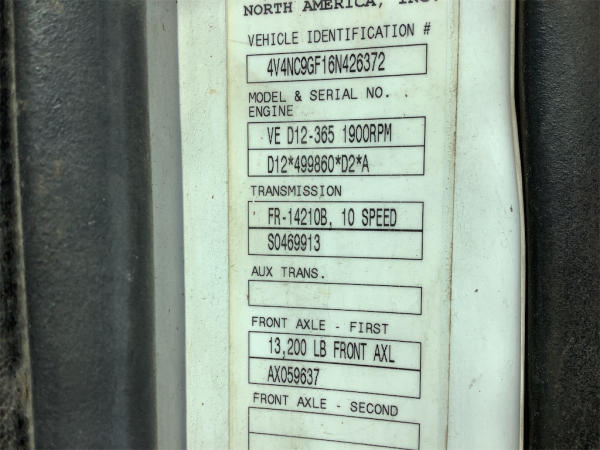 NORTH AMERICA, INC.
VEHICLE IDENTIFICATION #
4V4NC9GF16N426372
MODEL & SERIAL NO.
ENGINE
VE D12-365 1900RPM
D12*499860*D2*A
TRANSMISSION
FR-14210B, 10 SPEED
S0469913
AUX TRANS.
FRONT AXLE - FIRST
13,200 LB FRONT AXL
AX059637
FRONT AXLE - SECOND